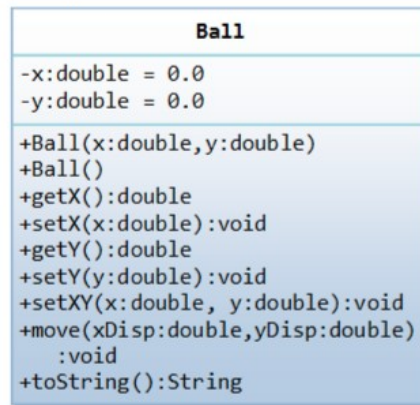 Ball
-x:double = 0.0
-y:double = 0.0
+Ball(x:double,y:double)
+Ball()
+getX():double
+setX(x:double):void
+getY():double
+setY(y:double):void
+setXY(x:double, y:double):void
+move(xDisp:double,yDisp:double)
:void
+toString():String